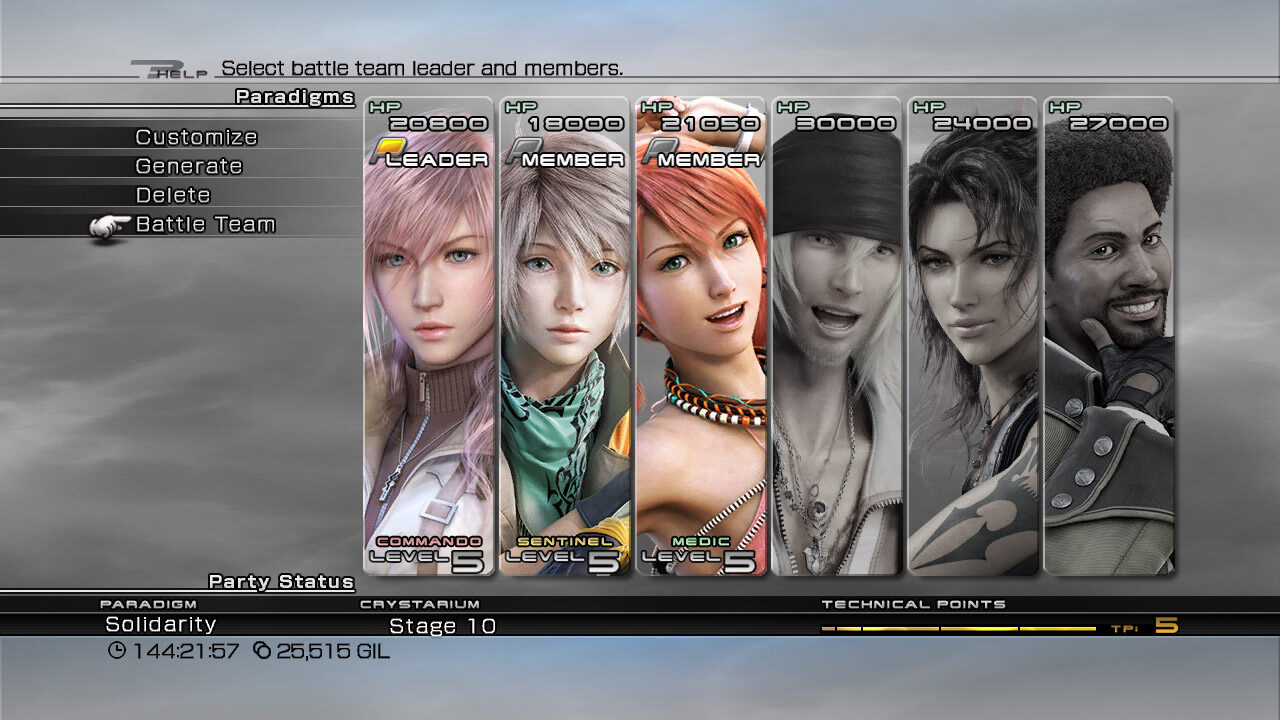 HELP Select battle team leader and members.
Paradigms
Customize
Generate
Delete
Battle Team
HP 20800
LEADER
COMMANDO
LEVEL 5
HP 18000
MEMBER
SENTINEL
LEVEL 5
HP 21050
MEMBER
MEDIC
LEVEL 5
HP 30000
HP 24000
HP 27000
Party Status
PARADIGM
Solidarity
CRYSTARIUM
Stage 10
TECHNICAL POINTS
TP: 5
144:21:57 25,515 GIL